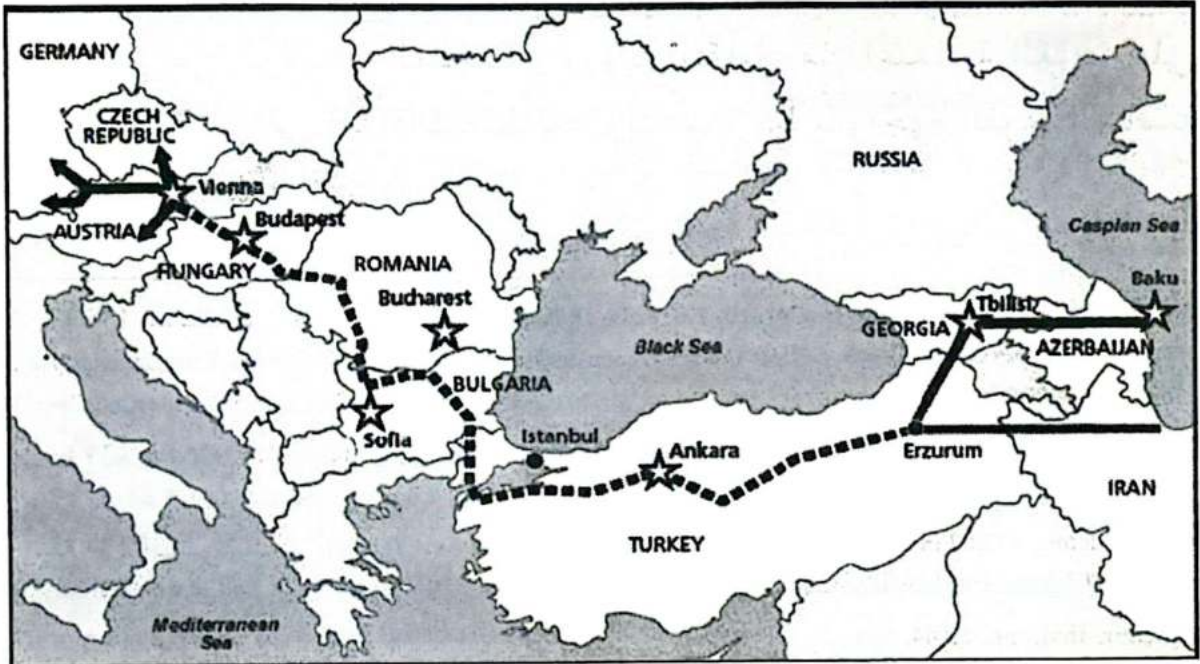 GERMANY
CZECH
REPUBLIC
Vienna
AUSTRIA
Budapest
HUNGARY
ROMANIA
Bucharest
BULGARIA
Sofia
Istanbul
Black Sea
Ankara
TURKEY
Mediterranean
Sea
RUSSIA
Caspian Sea
Baku
Tbilisi
GEORGIA
AZERBAIJAN
Erzurum
IRAN